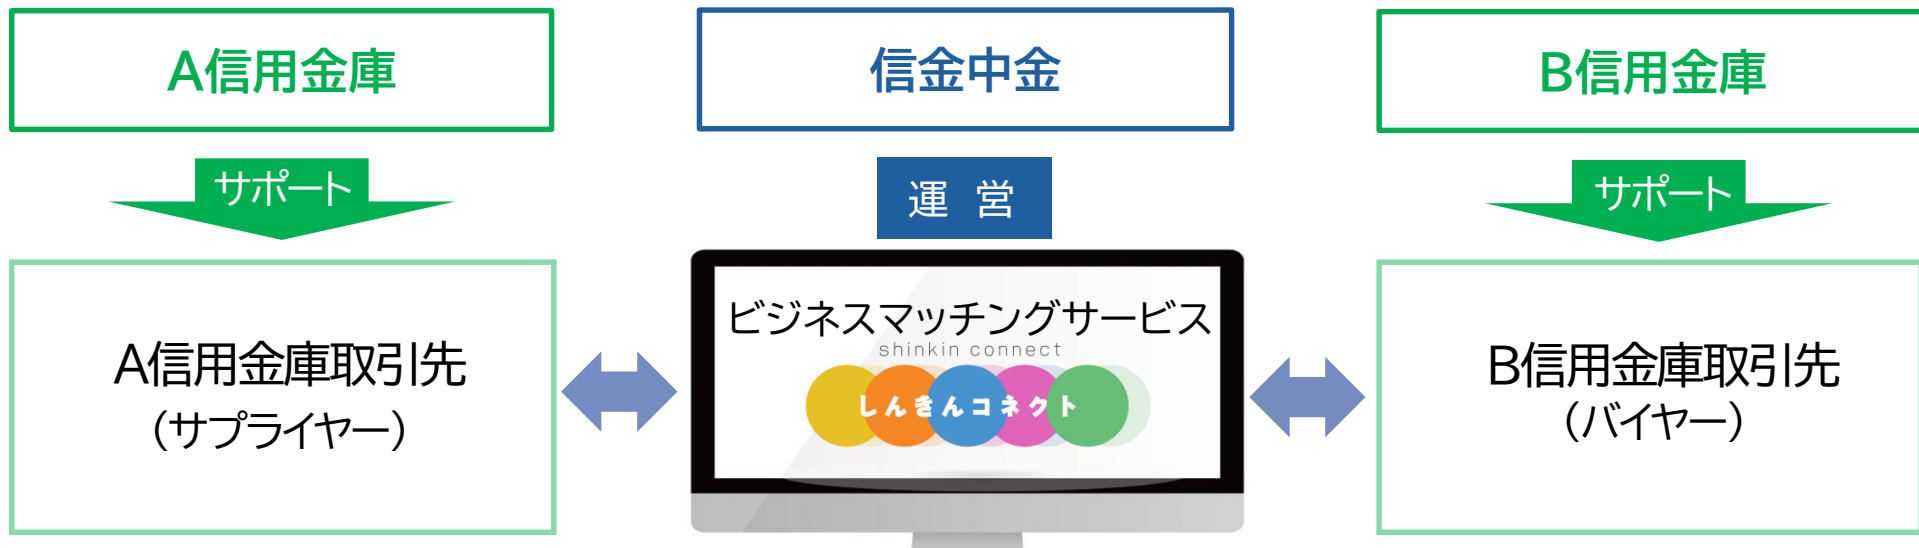 A信用金庫
信金中金
B信用金庫
サポート
運 営
サポート
A信用金庫取引先
(サプライヤー)
ビジネスマッチングサービス
shinkin connect
しんきんコネクト
B信用金庫取引先
(バイヤー)